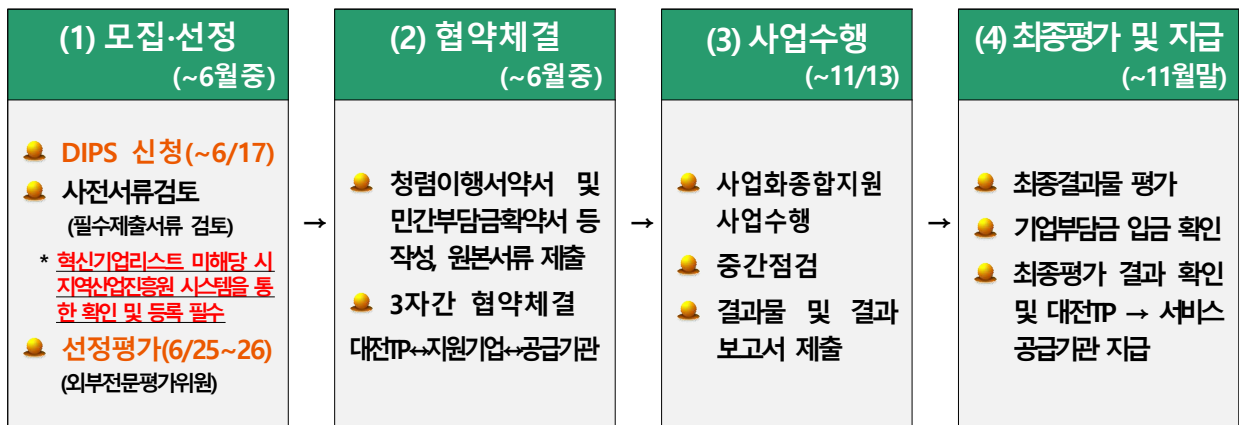 (1) 모집·선정
(~6월중)
DIPS 신청(~6/17)
사전서류검토
(필수제출서류 검토)
* 혁신기업리스트 미해당 시
지역산업진흥원 시스템을 통
한 확인 및 등록 필수
선정평가(6/25~26)
(외부전문평가위원)
→
(2) 협약체결
(~6월중)
청렴이행서약서 및
민간부담금확약서 등
작성, 원본서류 제출
3자간 협약체결
대전TP↔지원기업↔공급기관
→
(3) 사업수행
(~11/13)
사업화종합지원
사업수행
중간점검
결과물 및 결과
보고서 제출
→
(4) 최종평가 및 지급
(~11월말)
최종결과물 평가
기업부담금 입금 확인
최종평가 결과 확인
및 대전TP → 서비스
공급기관 지급